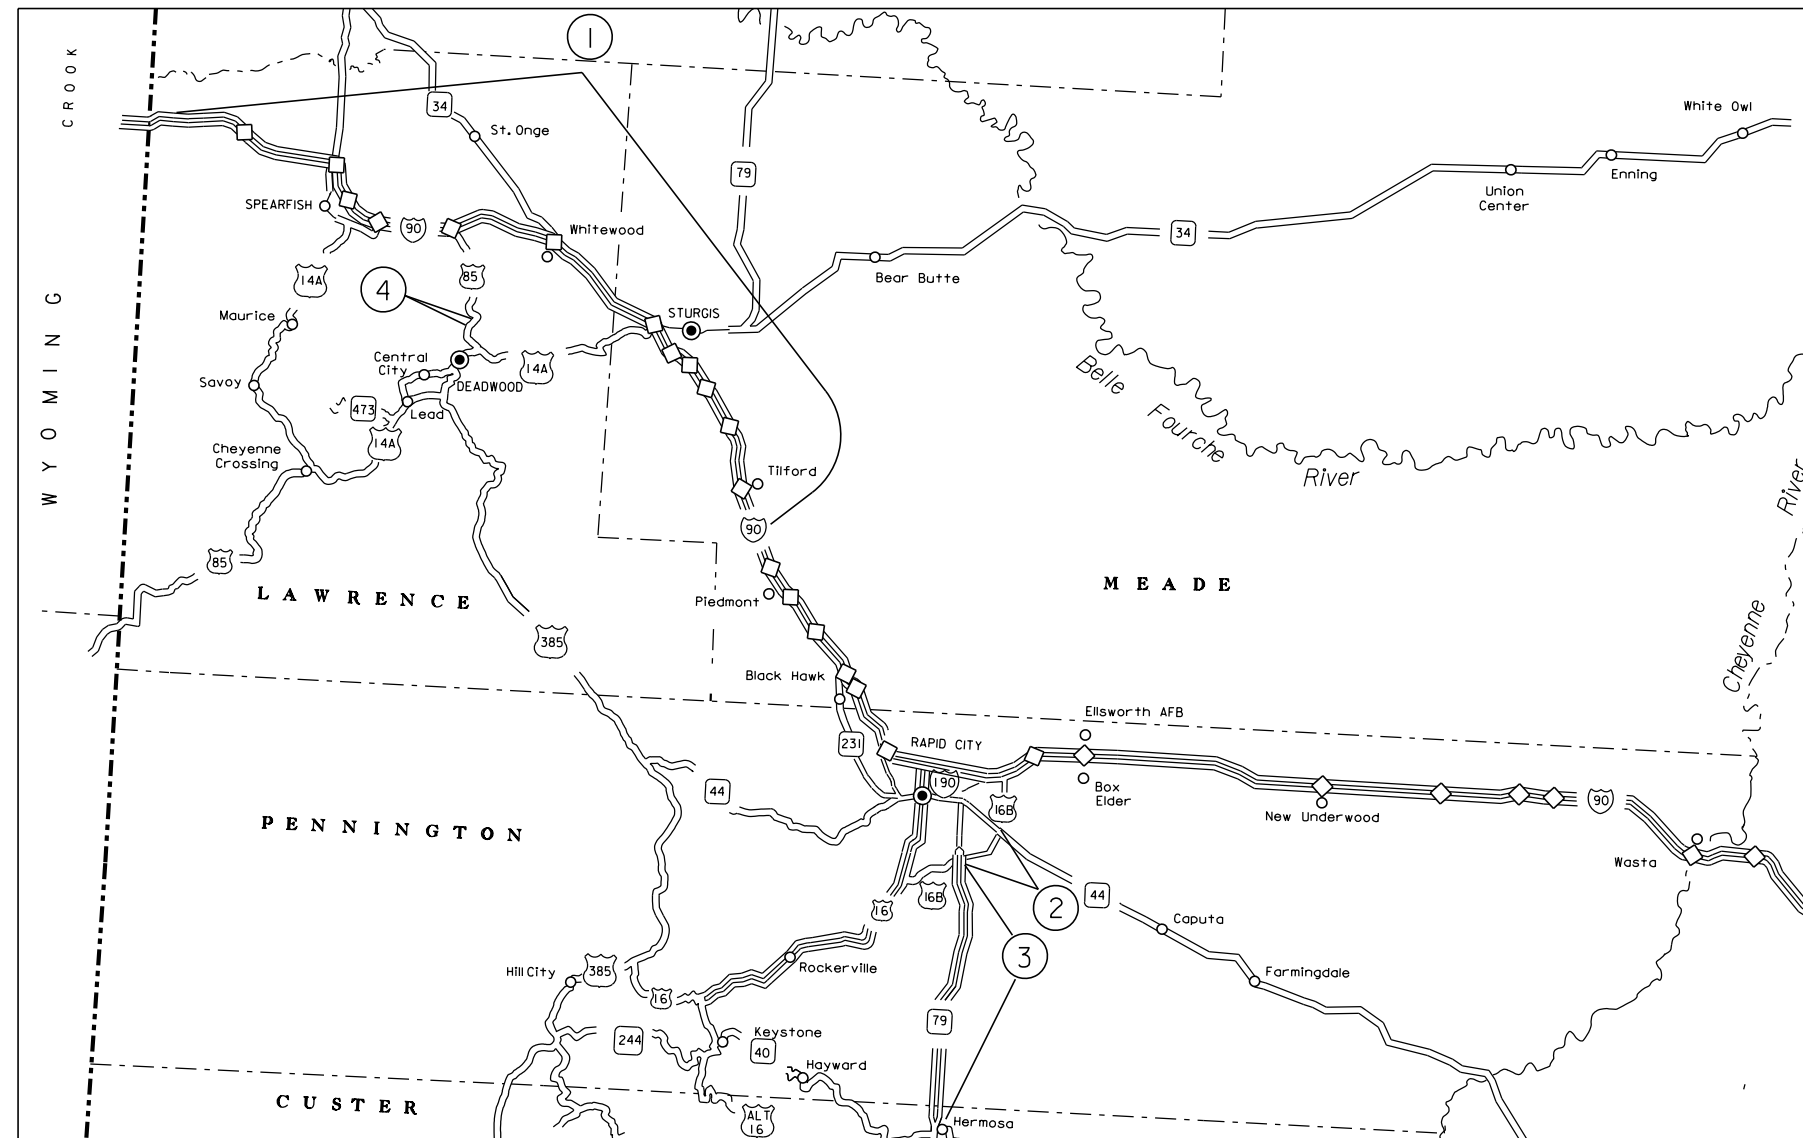 1
CROOK
34
St. Onge
White Owl
79
Enning
Union
Center
SPEARFISH
90
Whitewood
34
14A
4
85
Bear Butte
WYOMING
Maurice
STURGIS
Central
City
14A
Belle
Fourche
River
Savoy
DEADWOOD
473
Lead
14A
Cheyenne
Crossing
Tilford
River
90
85
LAWRENCE
Piedmont
MEADE
385
Cheyenne
Black Hawk
Ellsworth AFB
231
RAPID CITY
190
44
16B
Box
Elder
90
New Underwood
PENNINGTON
Wasta
16B
44
2
16
Caputa
3
Hill City
385
Rockerville
Farmingdale
16
79
244
Keystone
40
Hayward
CUSTER
ALT
16
Hermosa